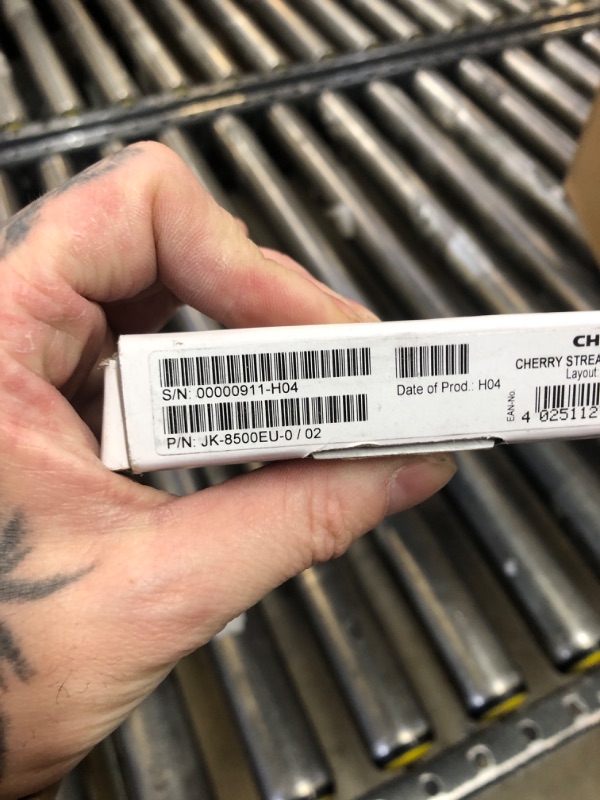 S/N: 00000911-H04
P/N: JK-8500EU-0 / 02
Date of Prod.: H04
CH
CHERRY STREA
Layout:
EAN-No.
4 025112